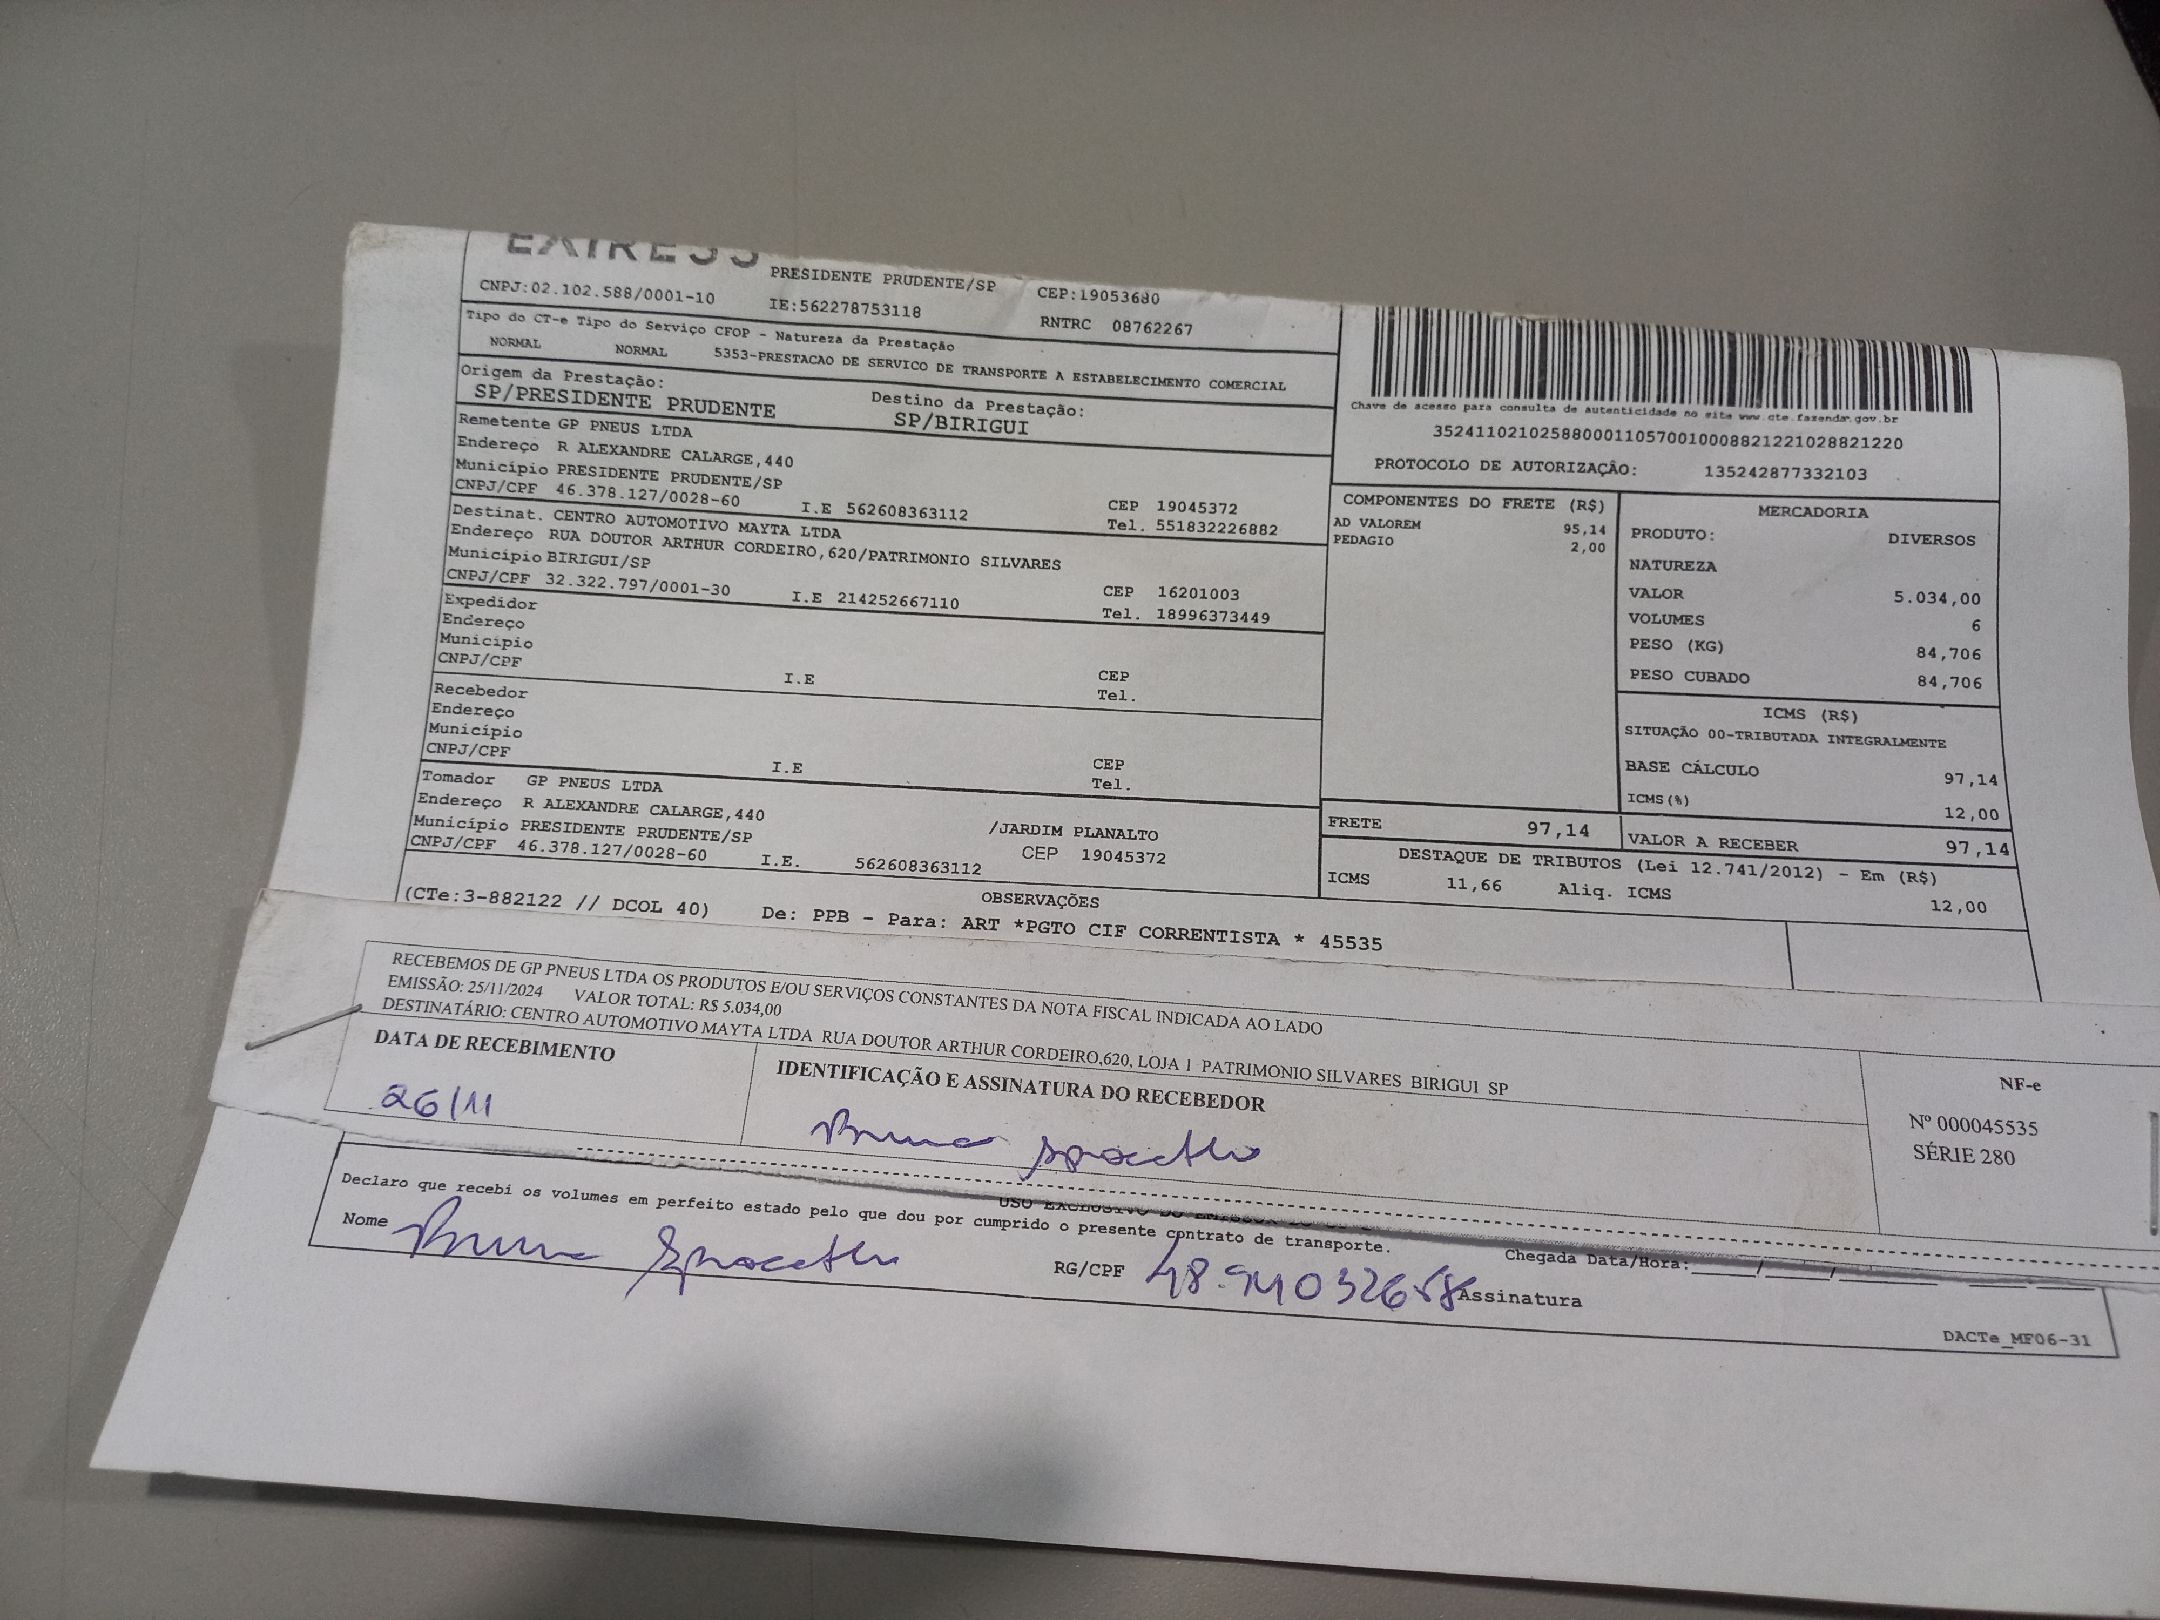 EXPRESS
PRESIDENTE PRUDENTE/SP CEP:19053680
CNPJ:02.102.588/0001-10 IE:562278753118 RNTRC 08762267
Tipo do CT-e Tipo do Serviço CFOP - Natureza da Prestação
NORMAL NORMAL 5353-PRESTACAO DE SERVICO DE TRANSPORTE A ESTABELECIMENTO COMERCIAL
Origem da Prestação: Destino da Prestação:
SP/PRESIDENTE PRUDENTE SP/BIRIGUI
Remetente GP PNEUS LTDA
Endereço R ALEXANDRE CALARGE,440
Município PRESIDENTE PRUDENTE/SP CEP 19045372
CNPJ/CPF 46.378.127/0028-60 I.E 562608363112 Tel. 551832226882
Destinat. CENTRO AUTOMOTIVO MAYTA LTDA
Endereço RUA DOUTOR ARTHUR CORDEIRO,620/PATRIMONIO SILVARES
Município BIRIGUI/SP CEP 16201003
CNPJ/CPF 32.322.797/0001-30 I.E 214252667110 Tel. 18996373449
Expedidor
Endereço
Município CEP
CNPJ/CPF I.E Tel.
Recebedor
Endereço
Município CEP
CNPJ/CPF I.E Tel.
Tomador GP PNEUS LTDA
Endereço R ALEXANDRE CALARGE,440 /JARDIM PLANALTO
Município PRESIDENTE PRUDENTE/SP CEP 19045372
CNPJ/CPF 46.378.127/0028-60 I.E. 562608363112
Chave de acesso para consulta de autenticidade no site www.cte.fazenda.gov.br
35241102102588000110570010008821221028821220
PROTOCOLO DE AUTORIZAÇÃO: 135242877332103
COMPONENTES DO FRETE (R$)
AD VALOREM 95,14
PEDAGIO 2,00
MERCADORIA
PRODUTO: DIVERSOS
NATUREZA
VALOR 5.034,00
VOLUMES 6
PESO (KG) 84,706
PESO CUBADO 84,706
ICMS (R$)
SITUAÇÃO 00-TRIBUTADA INTEGRALMENTE
BASE CÁLCULO 97,14
ICMS(%) 12,00
FRETE 97,14 VALOR A RECEBER 97,14
DESTAQUE DE TRIBUTOS (Lei 12.741/2012) - Em (R$)
ICMS 11,66 Aliq. ICMS 12,00
OBSERVAÇÕES
(CTe:3-882122 // DCOL 40) De: PPB - Para: ART *PGTO CIF CORRENTISTA * 45535
RECEBEMOS DE GP PNEUS LTDA OS PRODUTOS E/OU SERVIÇOS CONSTANTES DA NOTA FISCAL INDICADA AO LADO
EMISSÃO: 25/11/2024 VALOR TOTAL: R$ 5.034,00
DESTINATÁRIO: CENTRO AUTOMOTIVO MAYTA LTDA RUA DOUTOR ARTHUR CORDEIRO,620, LOJA 1 PATRIMONIO SILVARES BIRIGUI SP
DATA DE RECEBIMENTO IDENTIFICAÇÃO E ASSINATURA DO RECEBEDOR
26/11
NF-e
Nº 000045535
SÉRIE 280
USO EXCLUSIVO DO EMISSOR
Declaro que recebi os volumes em perfeito estado pelo que dou por cumprido o presente contrato de transporte.
Nome RG/CPF Assinatura
Chegada Data/Hora:____/____/____
DACTe_MF06-31